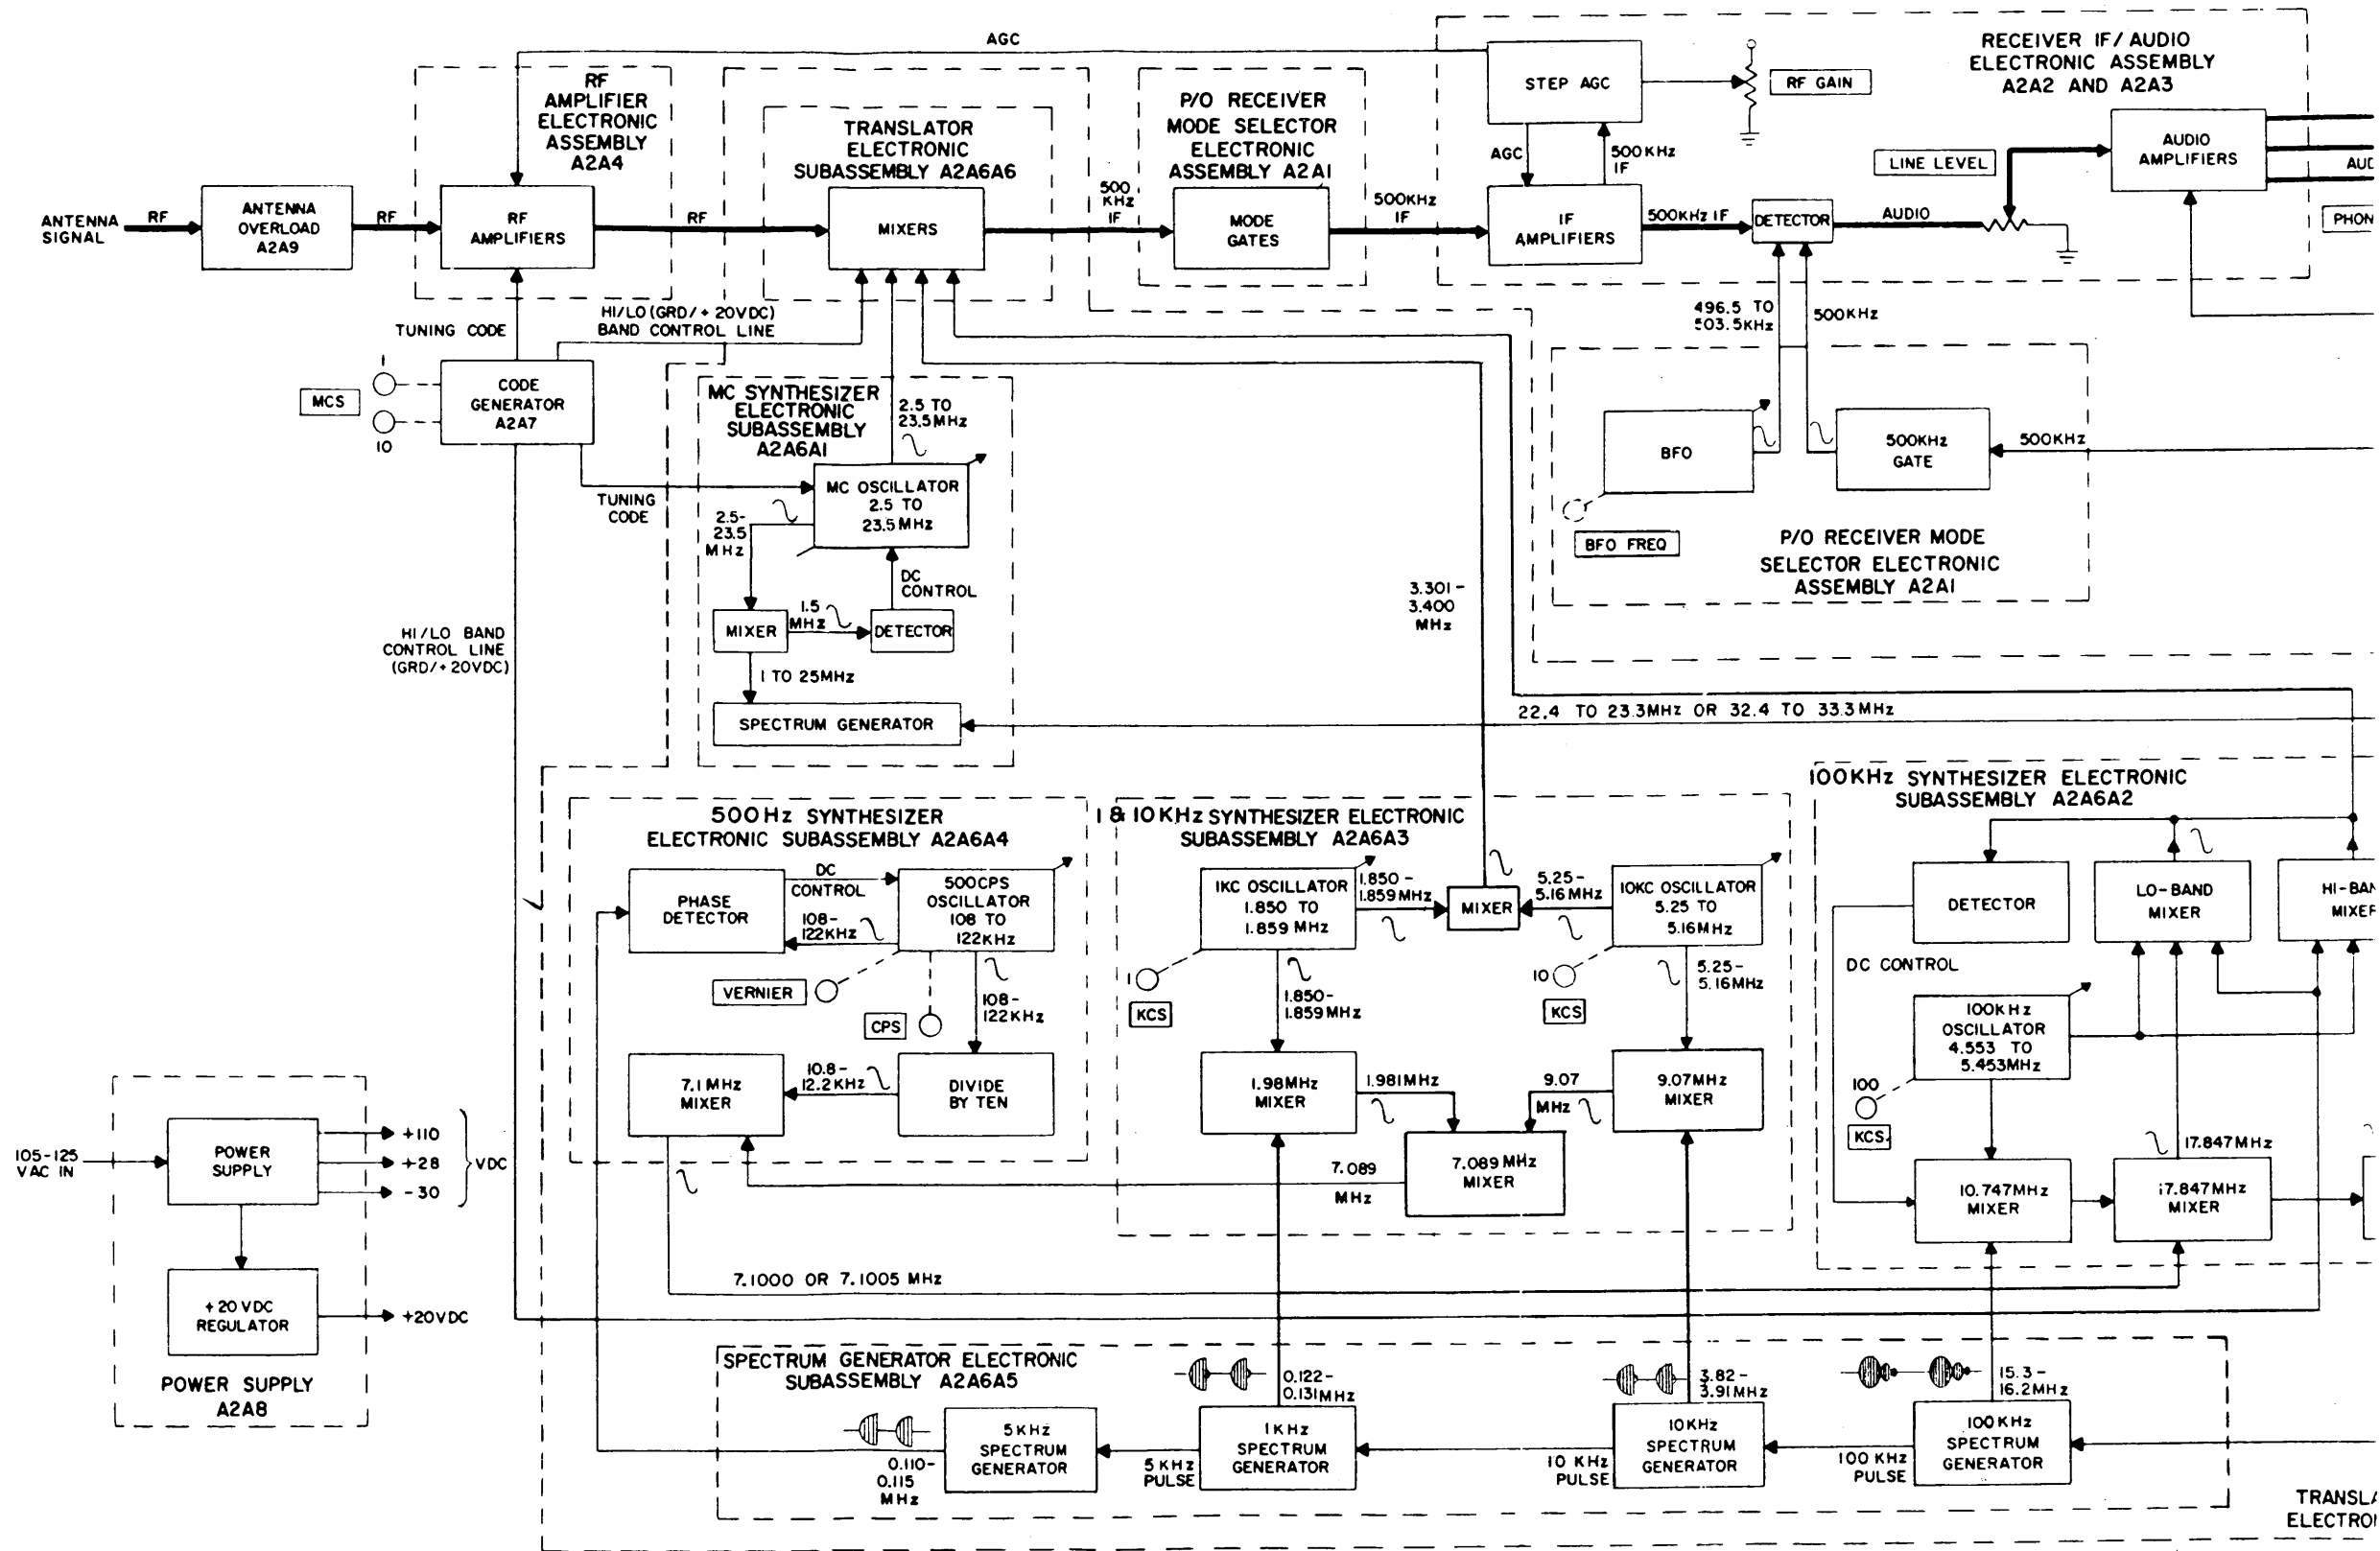 AGC
RECEIVER IF/AUDIO
ELECTRONIC ASSEMBLY
A2A2 AND A2A3
RF
AMPLIFIER
ELECTRONIC
ASSEMBLY
A2A4
TRANSLATOR
ELECTRONIC
SUBASSEMBLY A2A6A6
P/O RECEIVER
MODE SELECTOR
ELECTRONIC
ASSEMBLY A2A1
STEP AGC
RF GAIN
AGC
500KHz
IF
LINE LEVEL
AUDIO
AMPLIFIERS
ANTENNA
SIGNAL
RF
ANTENNA
OVERLOAD
A2A9
RF
RF
AMPLIFIERS
RF
MIXERS
500
KHz
IF
MODE
GATES
500KHz
IF
IF
AMPLIFIERS
500KHz IF
DETECTOR
AUDIO
TUNING CODE
HI/LO (GRD/+ 20VDC)
BAND CONTROL LINE
496.5 TO
503.5KHz
500KHz
1
MCS
10
CODE
GENERATOR
A2A7
TUNING
CODE
MC SYNTHESIZER
ELECTRONIC
SUBASSEMBLY
A2A6A1
2.5 TO
23.5MHz
MC OSCILLATOR
2.5 TO
23.5MHz
2.5-
23.5
MHz
DC
CONTROL
MIXER
1.5
MHz
DETECTOR
1 TO 25MHz
SPECTRUM GENERATOR
BFO
500KHz
GATE
500KHz
BFO FREQ
P/O RECEIVER MODE
SELECTOR ELECTRONIC
ASSEMBLY A2A1
3.301-
3.400
MHz
HI/LO BAND
CONTROL LINE
(GRD/+20VDC)
22.4 TO 23.3MHz OR 32.4 TO 33.3MHz
500Hz SYNTHESIZER
ELECTRONIC SUBASSEMBLY A2A6A4
PHASE
DETECTOR
DC
CONTROL
108-
122KHz
500CPS
OSCILLATOR
108 TO
122KHz
VERNIER
CPS
108-
122KHz
7.1MHz
MIXER
10.8-
12.2KHz
DIVIDE
BY TEN
1 & 10KHz SYNTHESIZER ELECTRONIC
SUBASSEMBLY A2A6A3
1KC OSCILLATOR
1.850 TO
1.859 MHz
1.850-
1.859MHz
MIXER
5.25-
5.16MHz
10KC OSCILLATOR
5.25 TO
5.16MHz
1
KCS
1.850-
1.859MHz
10
KCS
5.25-
5.16MHz
1.98MHz
MIXER
1.981MHz
9.07
MHz
9.07MHz
MIXER
7.089
MHz
7.089MHz
MIXER
100KHz SYNTHESIZER ELECTRONIC
SUBASSEMBLY A2A6A2
DETECTOR
LO-BAND
MIXER
DC CONTROL
100KHz
OSCILLATOR
4.553 TO
5.453MHz
100
KCS
10.747MHz
MIXER
17.847MHz
17.847MHz
MIXER
105-125
VAC IN
POWER
SUPPLY
+110
+28
-30
VDC
+20VDC
REGULATOR
+20VDC
POWER SUPPLY
A2A8
7.1000 OR 7.1005 MHz
SPECTRUM GENERATOR ELECTRONIC
SUBASSEMBLY A2A6A5
0.110-
0.115
MHz
5KHz
SPECTRUM
GENERATOR
5 KHz
PULSE
0.122-
0.131MHz
1KHz
SPECTRUM
GENERATOR
10 KHz
PULSE
3.82-
3.91MHz
10KHz
SPECTRUM
GENERATOR
100 KHz
PULSE
15.3-
16.2MHz
100KHz
SPECTRUM
GENERATOR